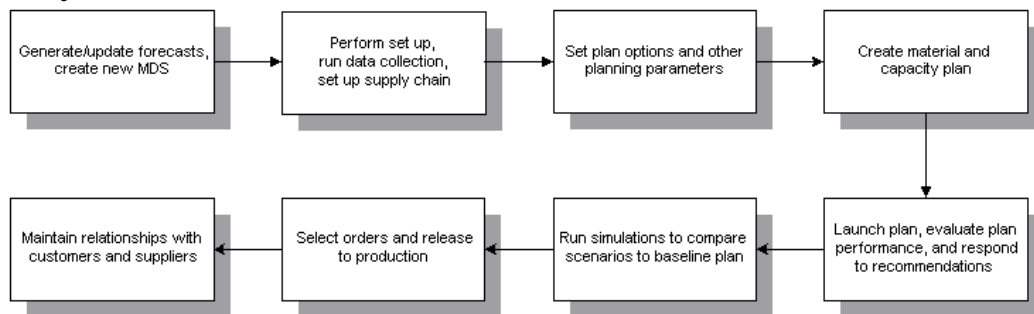 Generate/update forecasts,
create new MDS
Perform set up,
run data collection,
set up supply chain
Set plan options and other
planning parameters
Create material and
capacity plan
Launch plan, evaluate plan
performance, and respond
to recommendations
Run simulations to compare
scenarios to baseline plan
Select orders and release
to production
Maintain relationships with
customers and suppliers